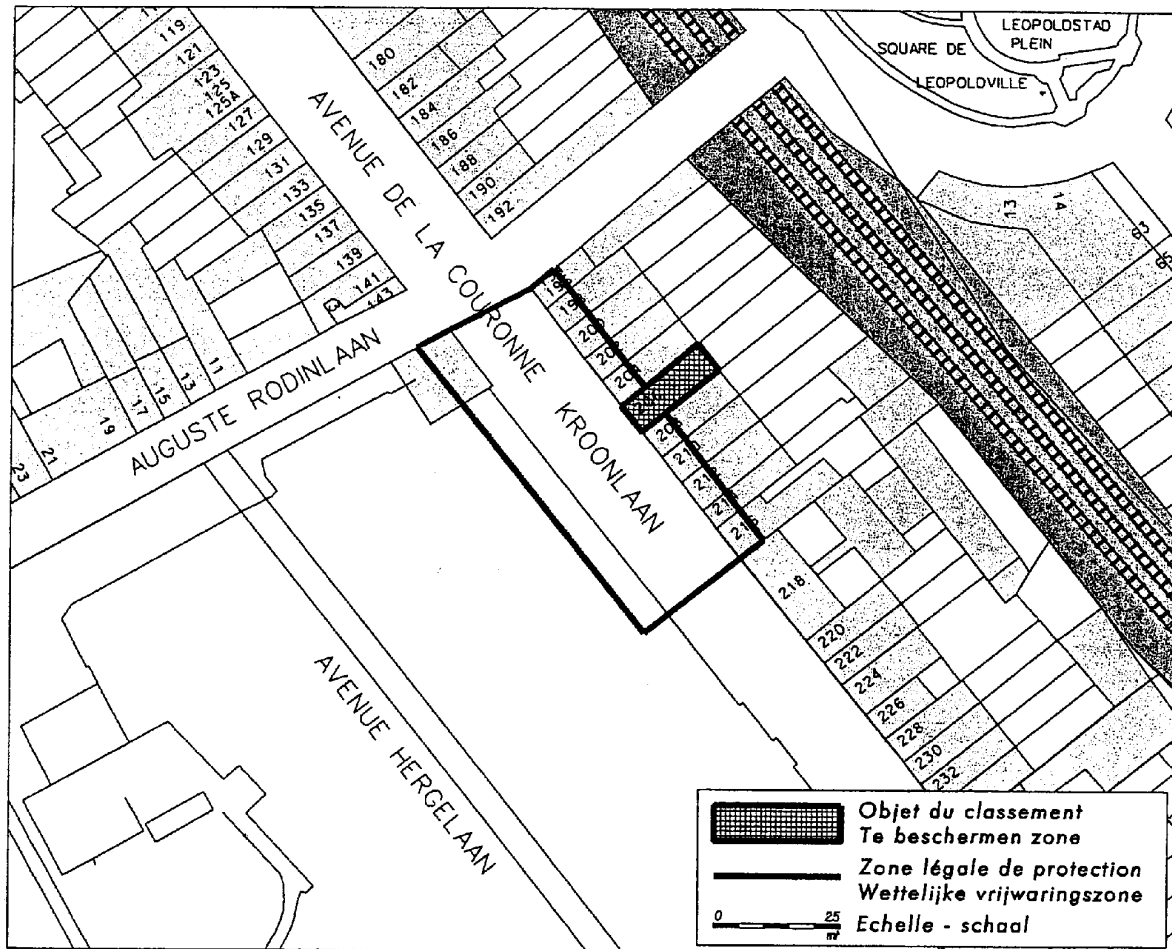 119
121
123
125
125A
127
129
131
133
135
137
139
141
143
180
182
184
186
188
190
192
AVENUE DE LA COURONNE
KROONLAAN
SQUARE DE
LEOPOLDVILLE
LEOPOLDSTAD
PLEIN
13
14
63
65
11
13
15
17
19
21
23
AUGUSTE RODINLAAN
AVENUE HERGELAAN
218
220
222
224
226
228
230
232
Objet du classement
Te beschermen zone
Zone légale de protection
Wettelijke vrijwaringszone
0 25
m
Echelle - schaal